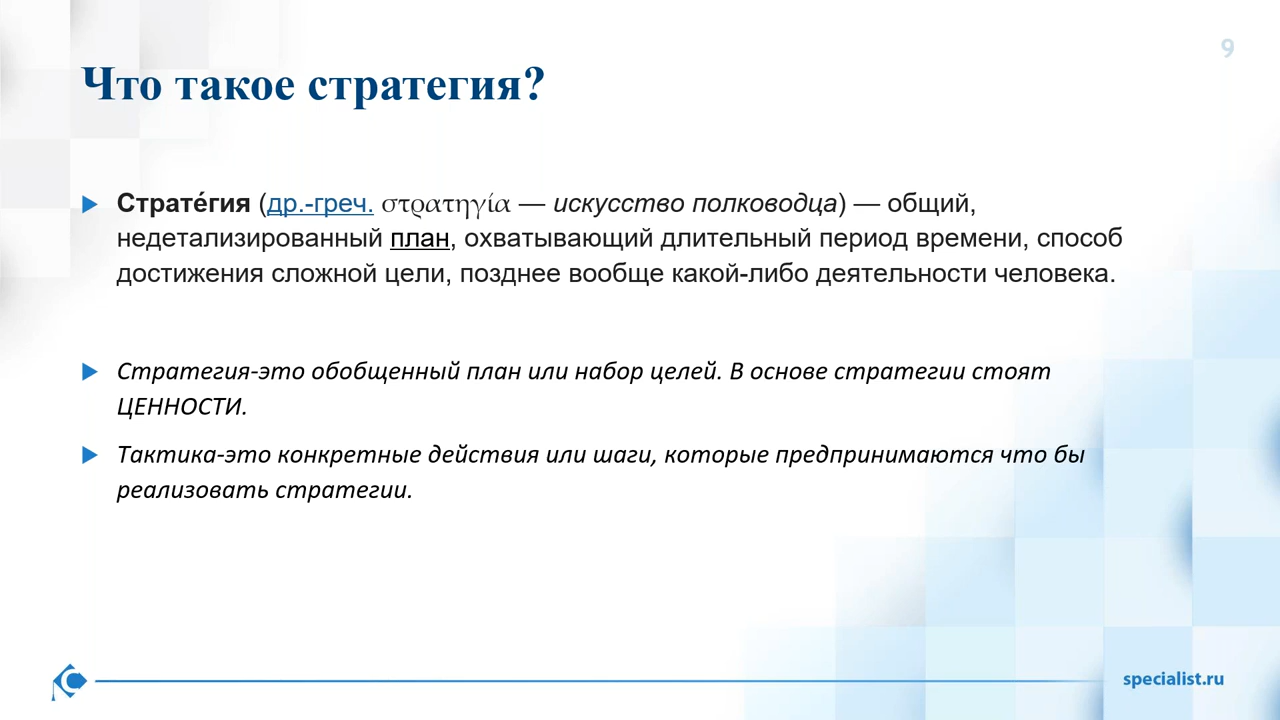 9
Что такое стратегия?
Страте́гия (др.-греч. στρατηγία — искусство полководца) — общий,
недетализированный план, охватывающий длительный период времени, способ
достижения сложной цели, позднее вообще какой-либо деятельности человека.
Стратегия-это обобщенный план или набор целей. В основе стратегии стоят
ЦЕННОСТИ.
Тактика-это конкретные действия или шаги, которые предпринимаются что бы
реализовать стратегии.
specialist.ru